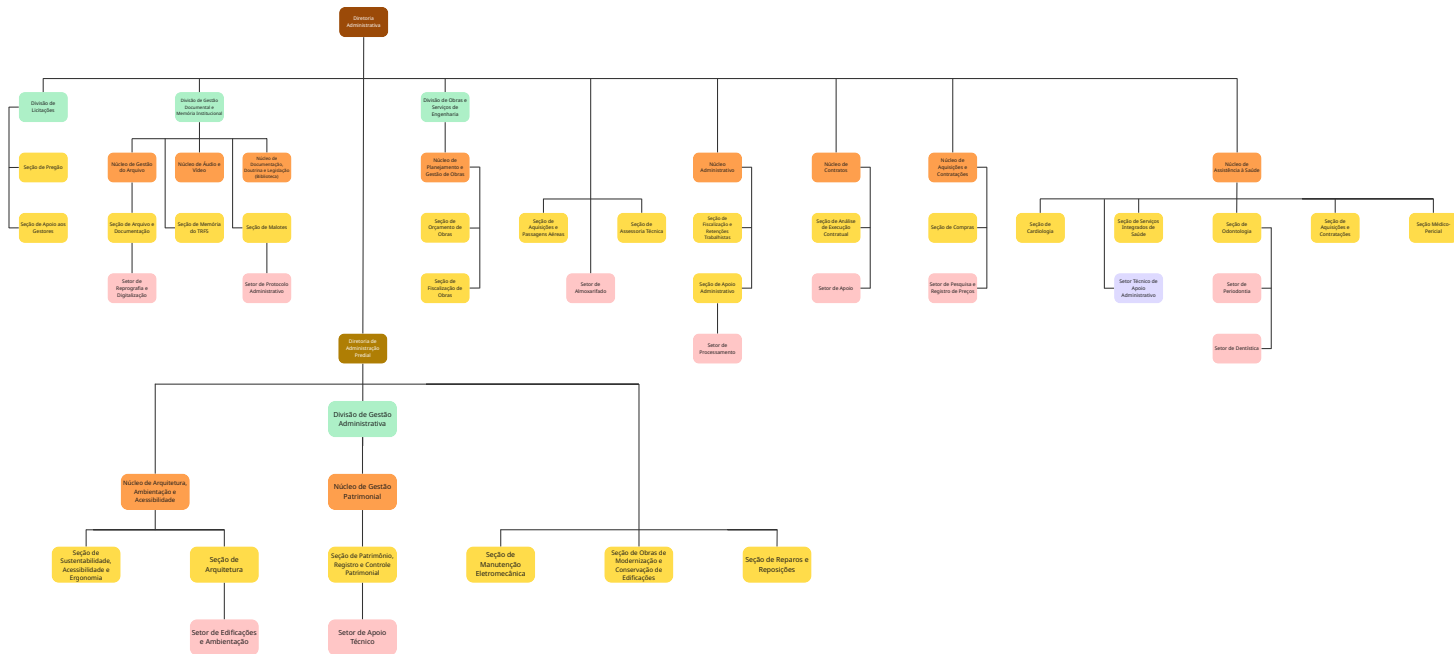 Diretoria
Administrativa
Divisão de
Licitações
Divisão de Gestão
Documental e
Memória Institucional
Divisão de Obras e
Serviços de
Engenharia
Seção de Pregão
Núcleo de Gestão
do Arquivo
Núcleo de Áudio e
Vídeo
Núcleo de
Documentação,
Doutrina e Legislação
(Biblioteca)
Núcleo de
Planejamento e
Gestão de Obras
Núcleo
Administrativo
Núcleo de
Contratos
Núcleo de
Aquisições e
Contratações
Núcleo de
Assistência à Saúde
Seção de Apoio aos
Gestores
Seção de Arquivo e
Documentação
Seção de Memória
do TRF5
Seção de Malotes
Seção de
Orçamento de
Obras
Seção de
Aquisições e
Passagens Aéreas
Seção de
Assessoria Técnica
Seção de
Fiscalização e
Retenções
Trabalhistas
Seção de Análise
de Execução
Contratual
Seção de Compras
Seção de
Cardiologia
Seção de Serviços
Integrados de
Saúde
Seção de
Odontologia
Seção de
Aquisições e
Contratações
Seção Médico-
Pericial
Setor de
Reprografia e
Digitalização
Setor de Protocolo
Administrativo
Seção de
Fiscalização de
Obras
Setor de
Almoxarifado
Seção de Apoio
Administrativo
Setor de Apoio
Setor de Pesquisa e
Registro de Preços
Setor Técnico de
Apoio
Administrativo
Setor de
Periodontia
Diretoria de
Administração
Predial
Setor de
Processamento
Setor de Dentística
Divisão de Gestão
Administrativa
Núcleo de Arquitetura,
Ambientação e
Acessibilidade
Núcleo de Gestão
Patrimonial
Seção de
Sustentabilidade,
Acessibilidade e
Ergonomia
Seção de
Arquitetura
Seção de Patrimônio,
Registro e Controle
Patrimonial
Seção de
Manutenção
Eletromecânica
Seção de Obras de
Modernização e
Conservação de
Edificações
Seção de Reparos e
Reposições
Setor de Edificações
e Ambientação
Setor de Apoio
Técnico